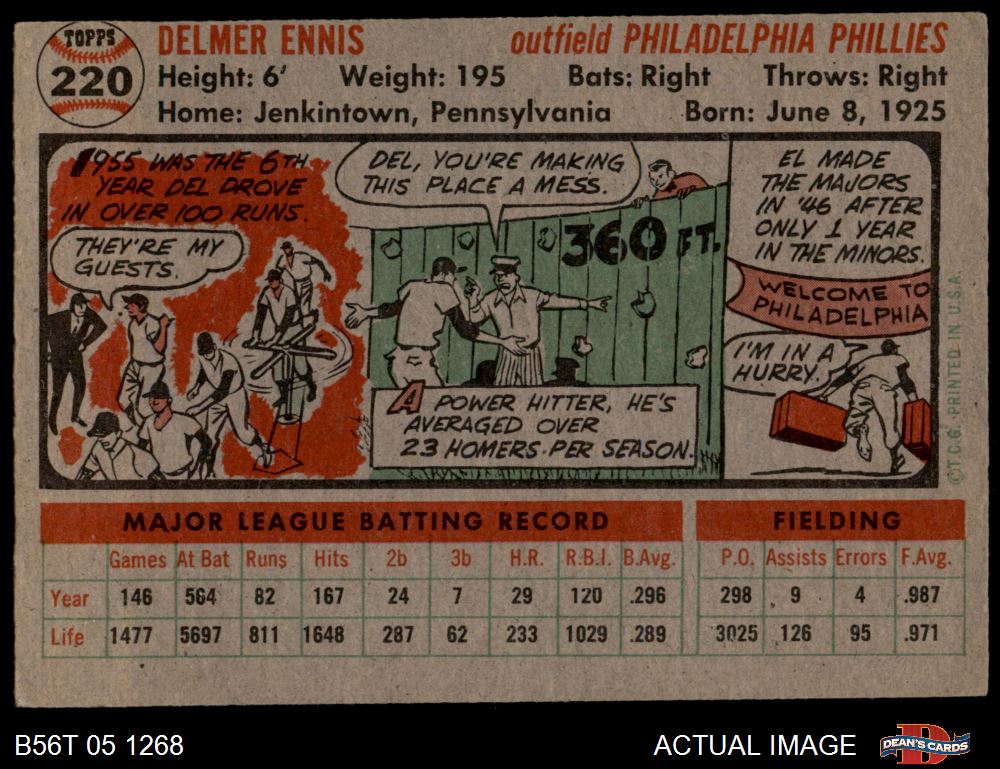 TOPPS
220
DELMER ENNIS outfield PHILADELPHIA PHILLIES
Height: 6' Weight: 195 Bats: Right Throws: Right
Home: Jenkintown, Pennsylvania Born: June 8, 1925
1955 WAS THE 6TH
YEAR DEL DROVE
IN OVER 100 RUNS.
THEY'RE MY
GUESTS.
DEL, YOU'RE MAKING
THIS PLACE A MESS.
360 FT.
A POWER HITTER, HE'S
AVERAGED OVER
23 HOMERS PER SEASON.
EL MADE
THE MAJORS
IN '46 AFTER
ONLY 1 YEAR
IN THE MINORS.
WELCOME TO
PHILADELPHIA
I'M IN A
HURRY.
©T.C.G. PRINTED IN U.S.A.
MAJOR LEAGUE BATTING RECORD FIELDING
Games At Bat Runs Hits 2b 3b H.R. R.B.I. B.Avg. P.O. Assists Errors F.Avg.
Year 146 564 82 167 24 7 29 120 .296 298 9 4 .987
Life 1477 5697 811 1648 287 62 233 1029 .289 3025 126 95 .971
B56T 05 1268 ACTUAL IMAGE DEAN'S CARDS